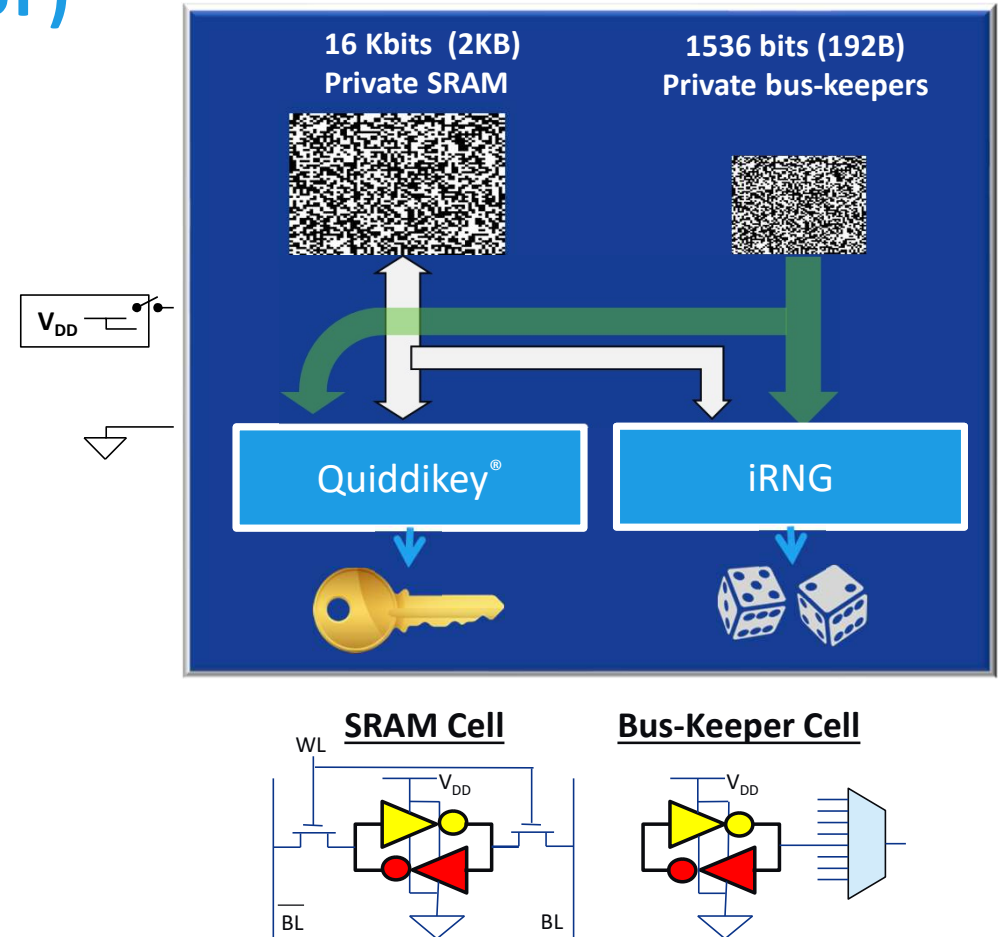 16 Kbits (2KB)
Private SRAM
1536 bits (192B)
Private bus-keepers
VDD
Quiddikey®
iRNG
SRAM Cell
Bus-Keeper Cell
WL
VDD
VDD
BL
BL